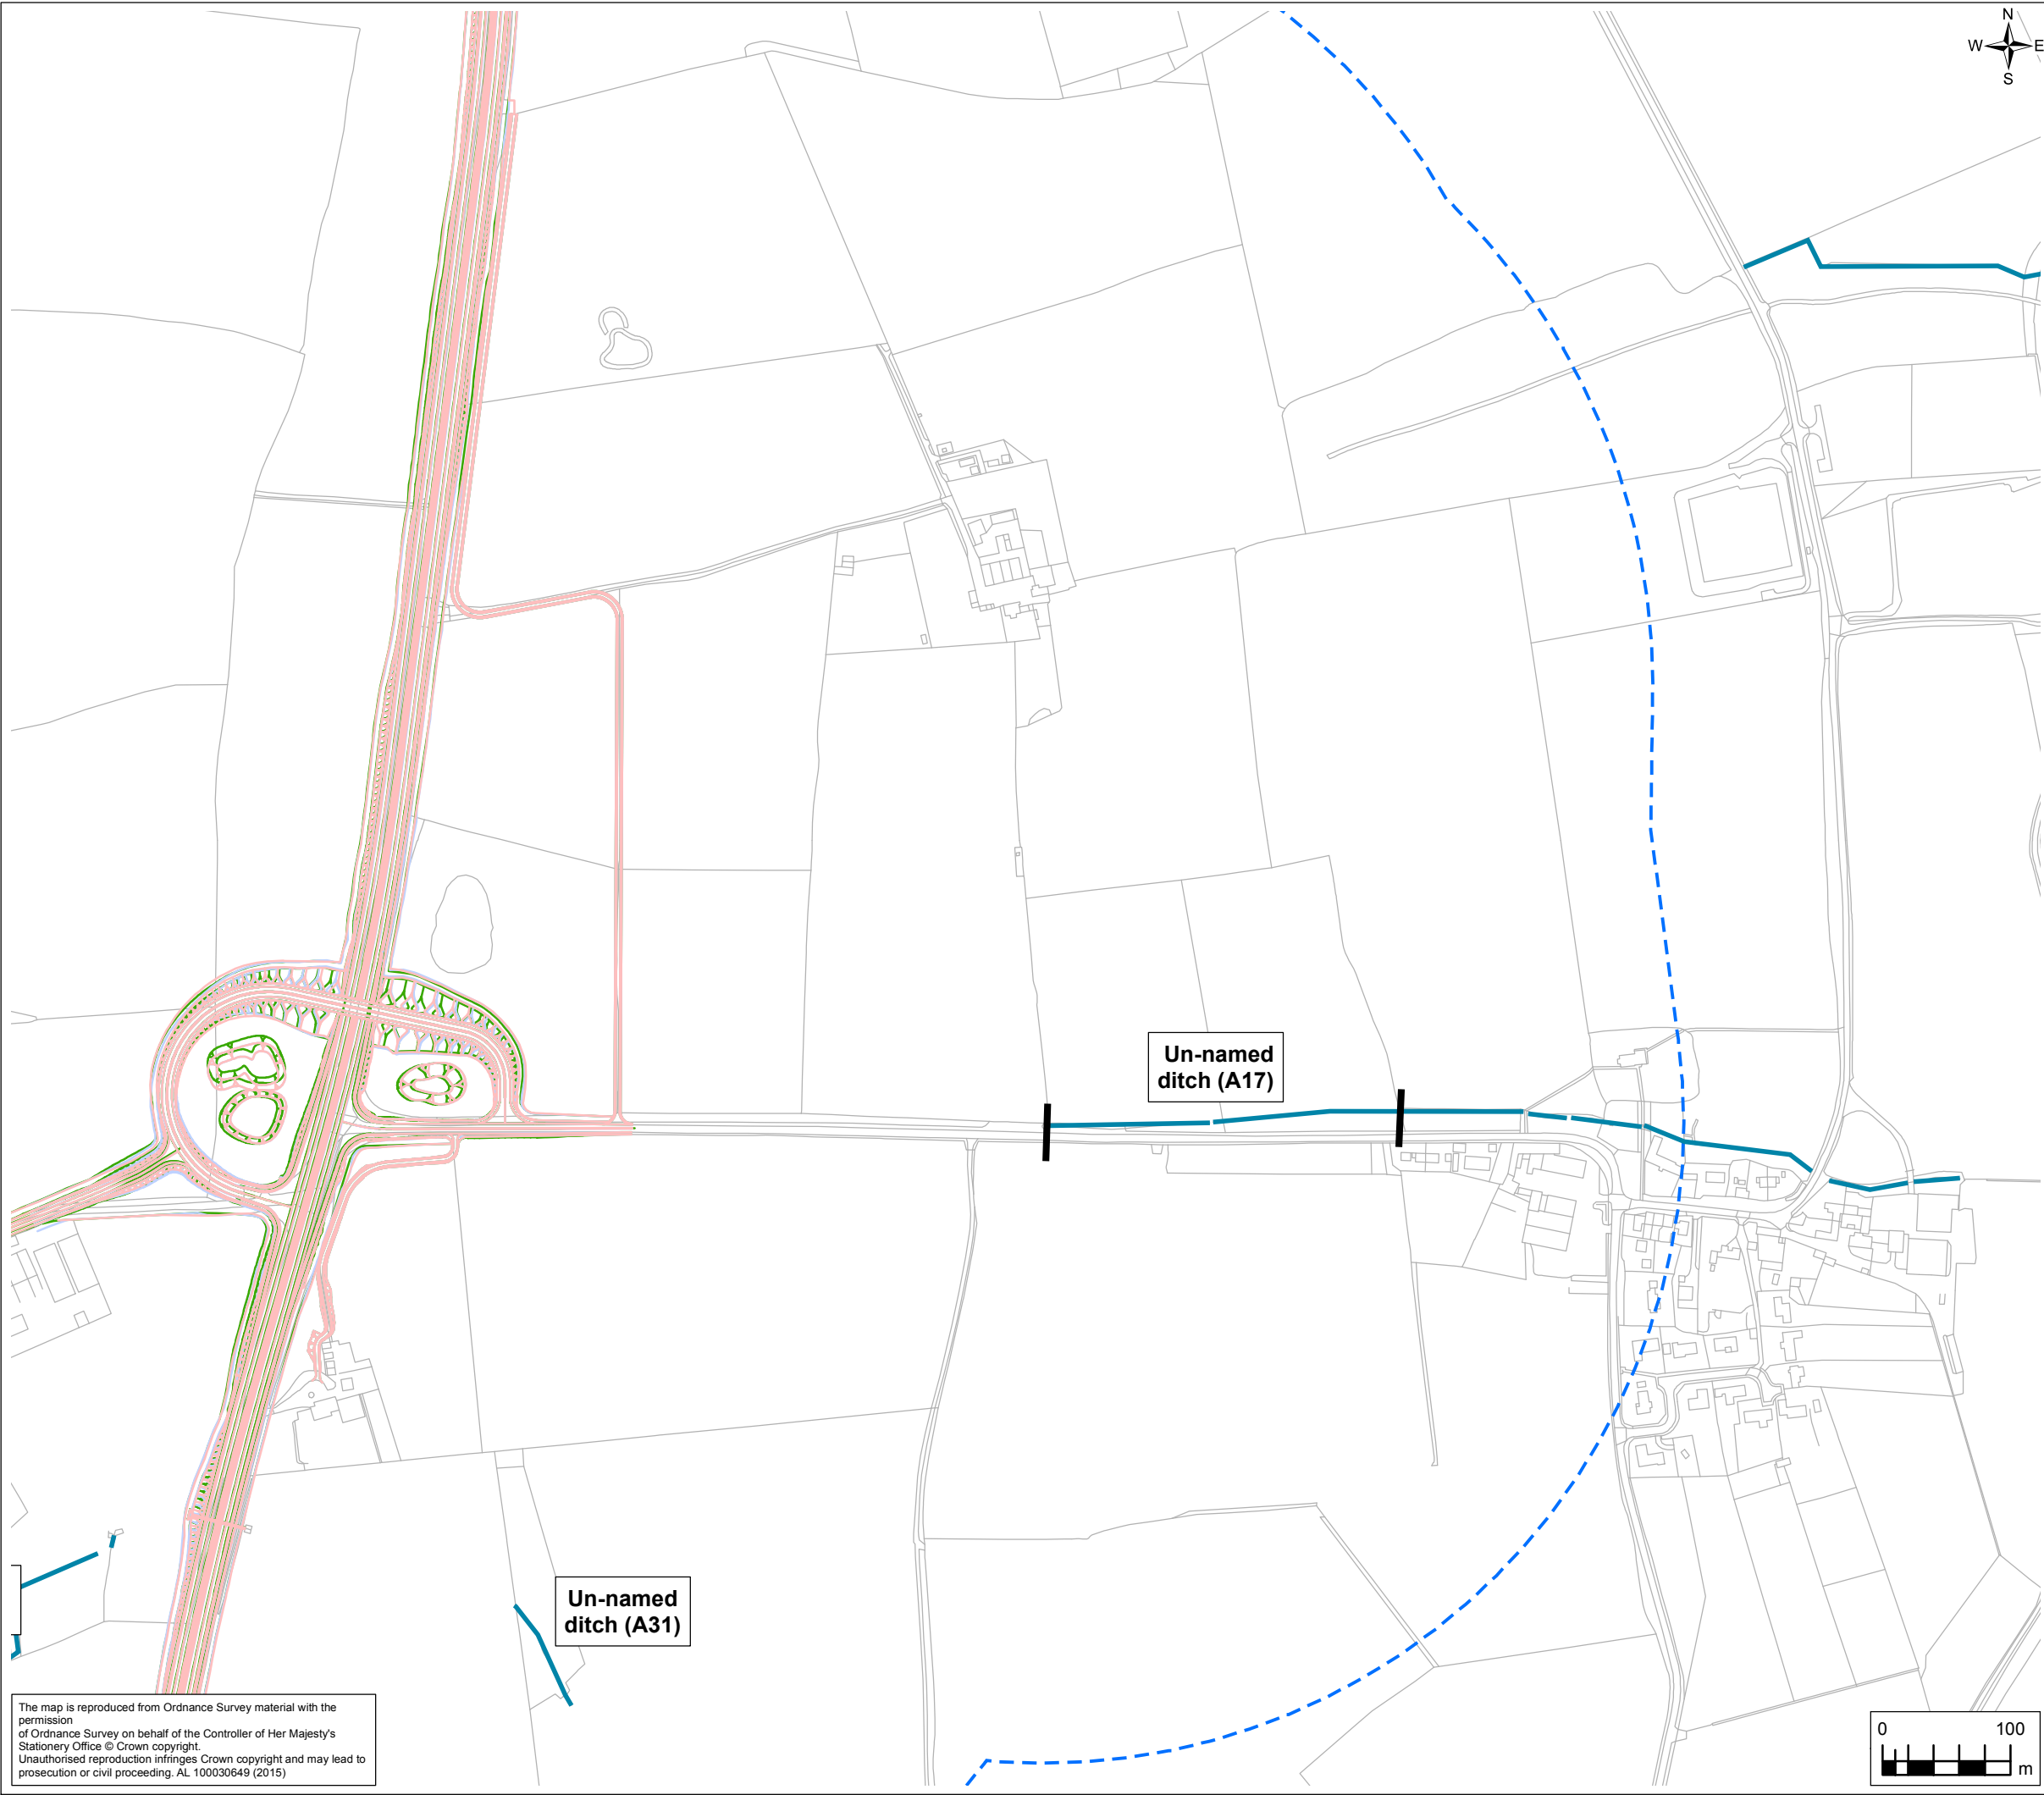 N
W E
S
Un-named
ditch (A17)
Un-named
ditch (A31)
The map is reproduced from Ordnance Survey material with the
permission
of Ordnance Survey on behalf of the Controller of Her Majesty's
Stationery Office © Crown copyright.
Unauthorised reproduction infringes Crown copyright and may lead to
prosecution or civil proceeding. AL 100030649 (2015)
0 100
m